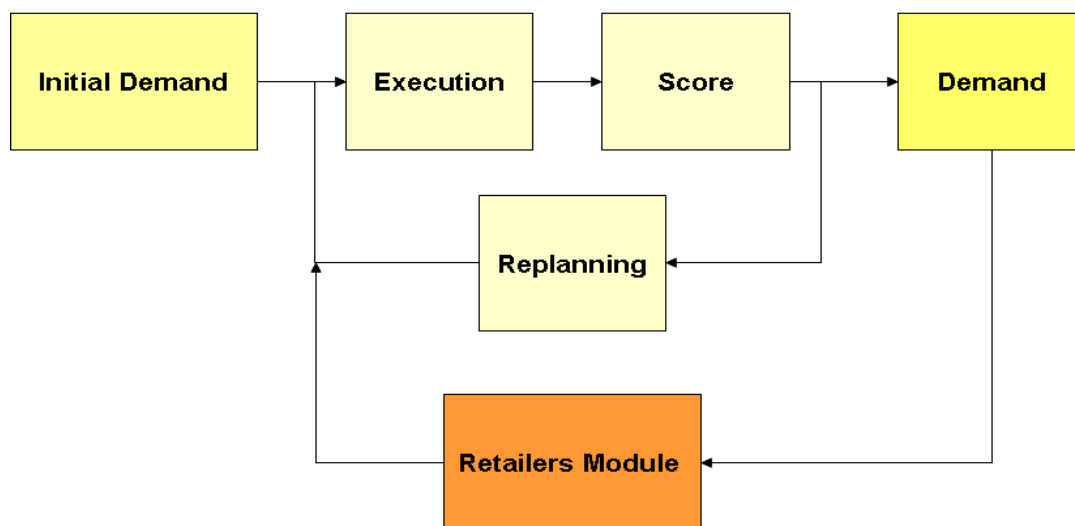 Initial Demand
Execution
Score
Demand
Replanning
Retailers Module